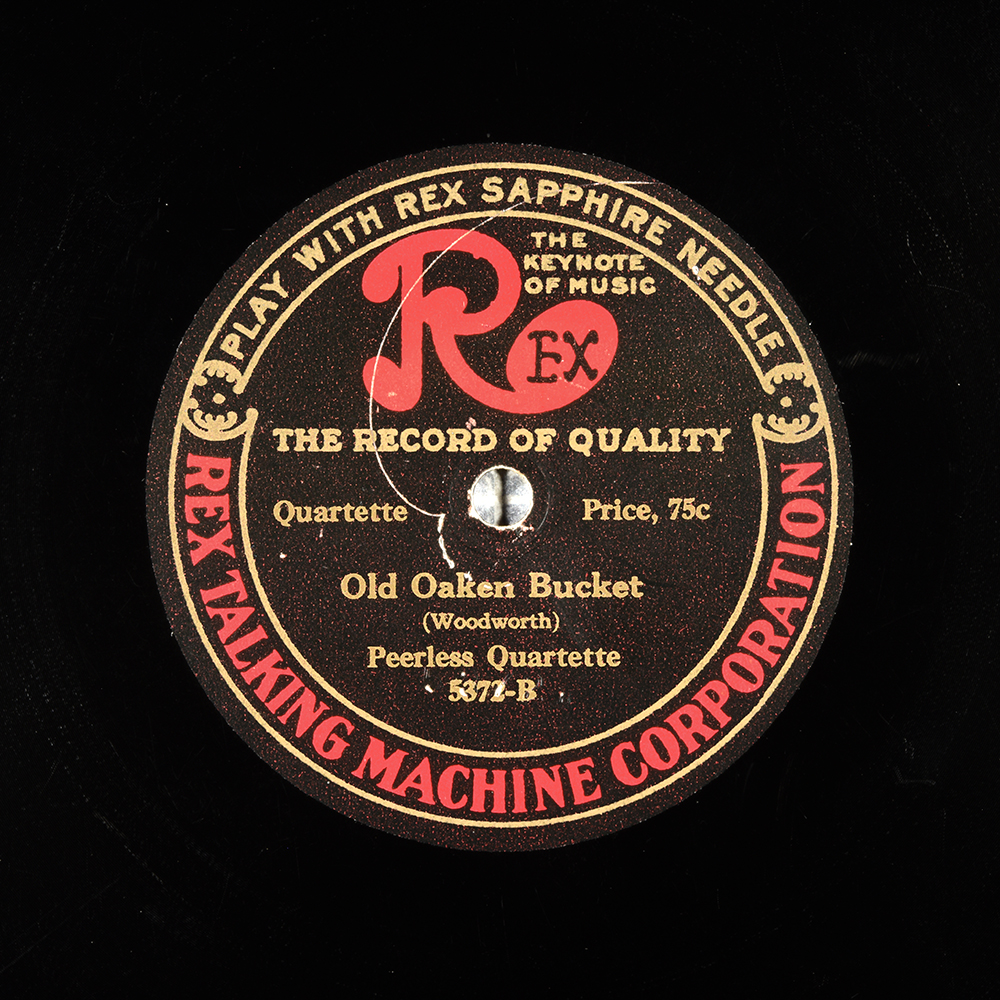 PLAY WITH REX SAPPHIRE NEEDLE
REX
THE
KEYNOTE
OF MUSIC
THE RECORD OF QUALITY
Quartette Price, 75c
Old Oaken Bucket
(Woodworth)
Peerless Quartette
5372-B
REX TALKING MACHINE CORPORATION